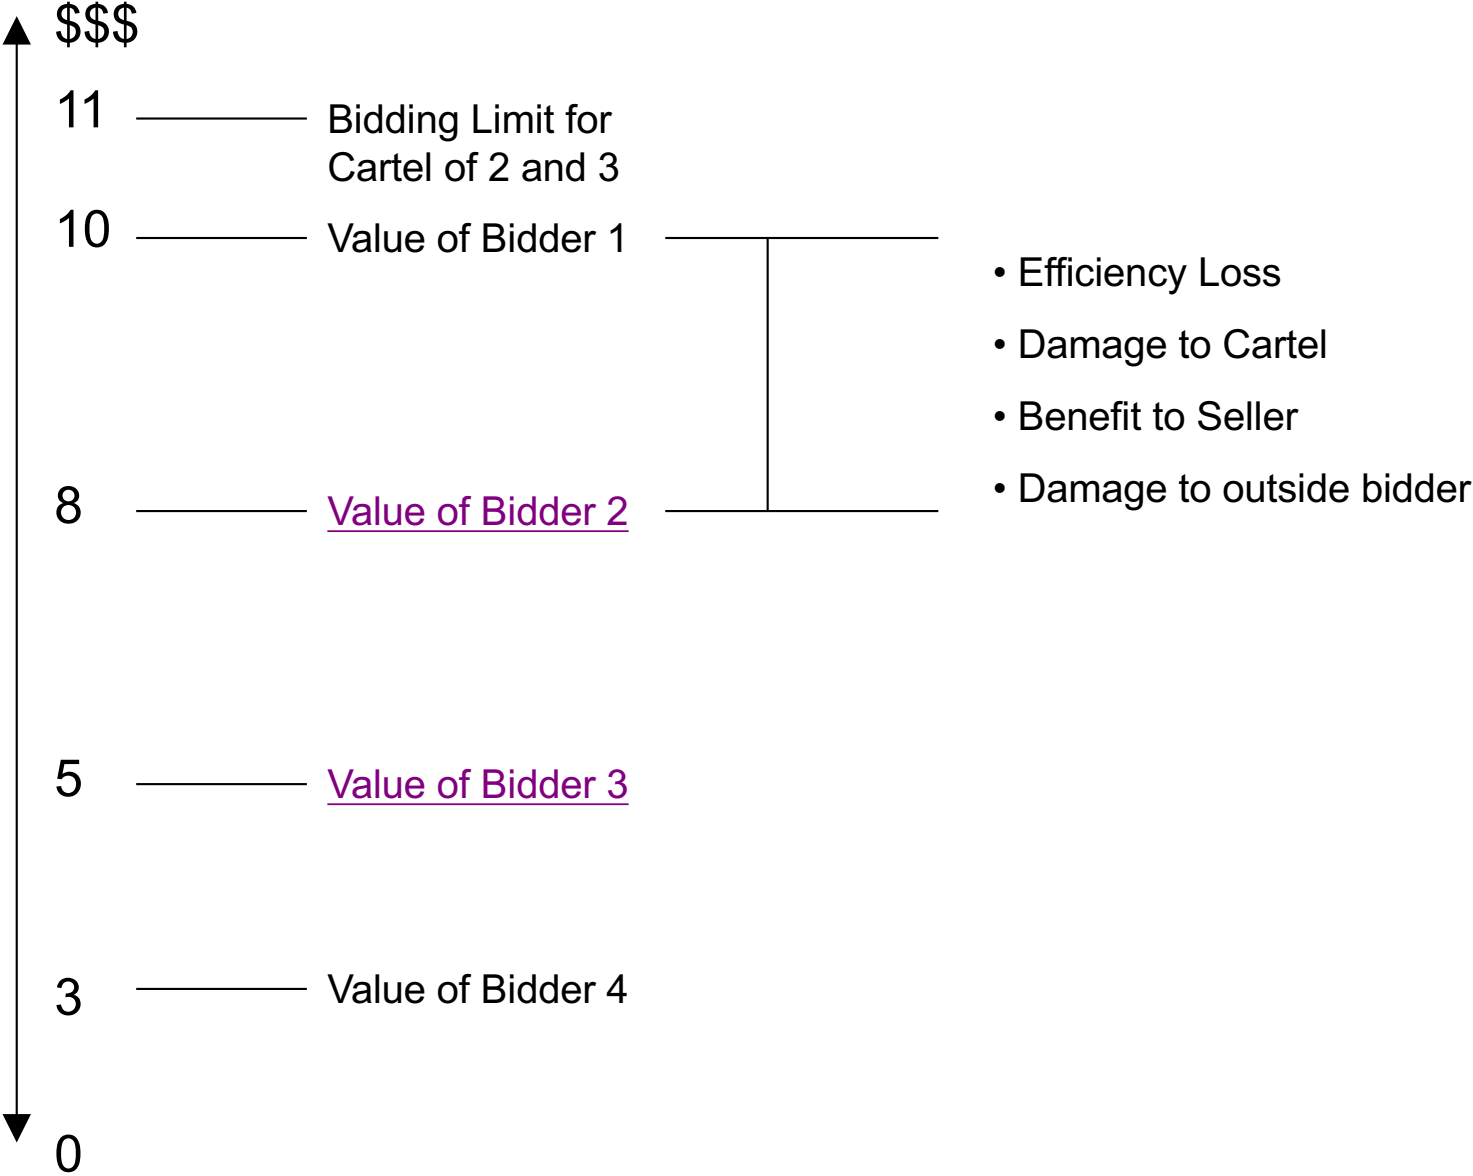 $$$
11
Bidding Limit for
Cartel of 2 and 3
10
Value of Bidder 1
• Efficiency Loss
• Damage to Cartel
• Benefit to Seller
• Damage to outside bidder
8
Value of Bidder 2
5
Value of Bidder 3
3
Value of Bidder 4
0